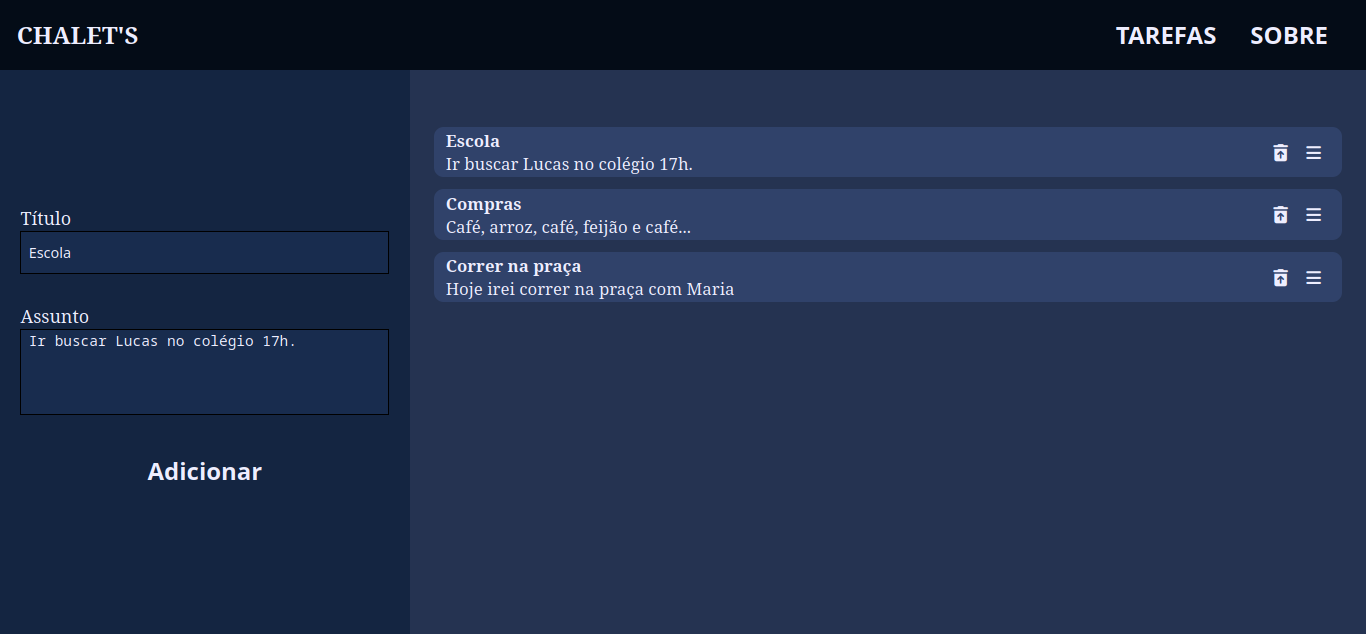 CHALET'S
TAREFAS SOBRE
Título
Escola
Assunto
Ir buscar Lucas no colégio 17h.
Adicionar
Escola
Ir buscar Lucas no colégio 17h.
Compras
Café, arroz, café, feijão e café...
Correr na praça
Hoje irei correr na praça com Maria